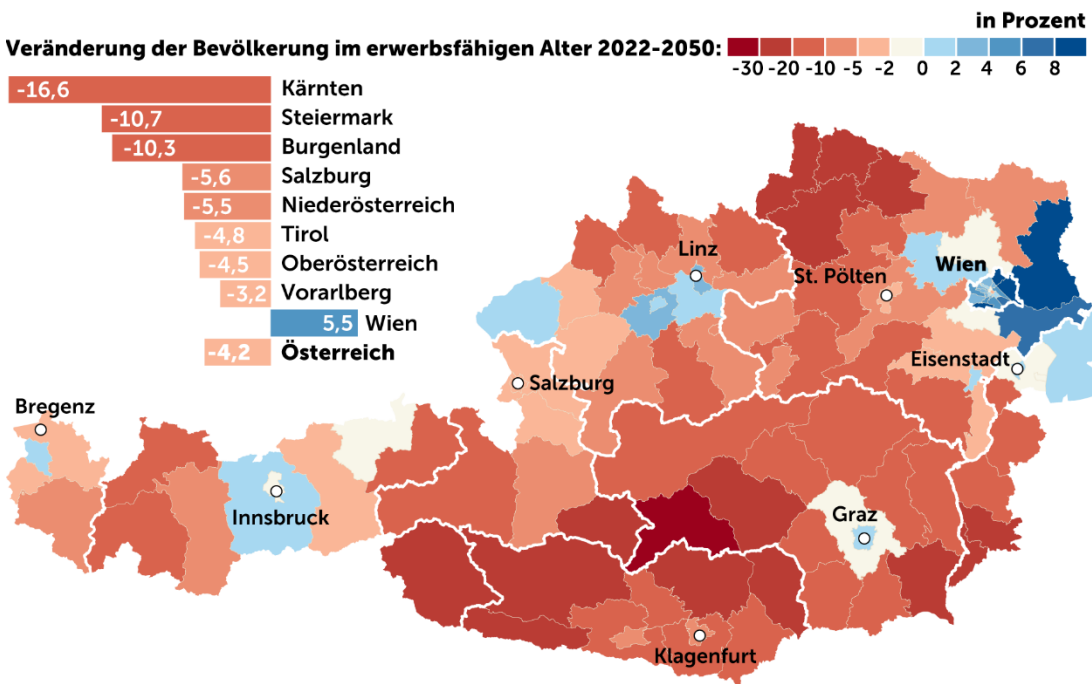 in Prozent
Veränderung der Bevölkerung im erwerbsfähigen Alter 2022-2050:
-30 -20 -10 -5 -2 0 2 4 6 8
-16,6 Kärnten
-10,7 Steiermark
-10,3 Burgenland
-5,6 Salzburg
-5,5 Niederösterreich
-4,8 Tirol
-4,5 Oberösterreich
-3,2 Vorarlberg
5,5 Wien
-4,2 Österreich
Linz
Wien
St. Pölten
Eisenstadt
Salzburg
Bregenz
Innsbruck
Graz
Klagenfurt